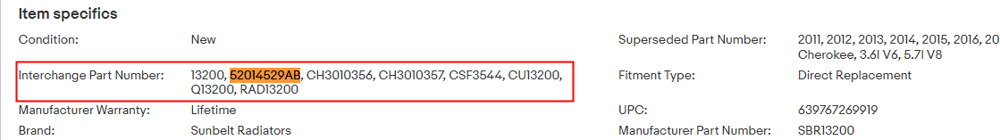 Item specifics
Condition: New Superseded Part Number: 2011, 2012, 2013, 2014, 2015, 2016, 20
Cherokee, 3.6l V6, 5.7l V8
Interchange Part Number: 13200, 52014529AB, CH3010356, CH3010357, CSF3544, CU13200, Fitment Type: Direct Replacement
Q13200, RAD13200
Manufacturer Warranty: Lifetime UPC: 639767269919
Brand: Sunbelt Radiators Manufacturer Part Number: SBR13200